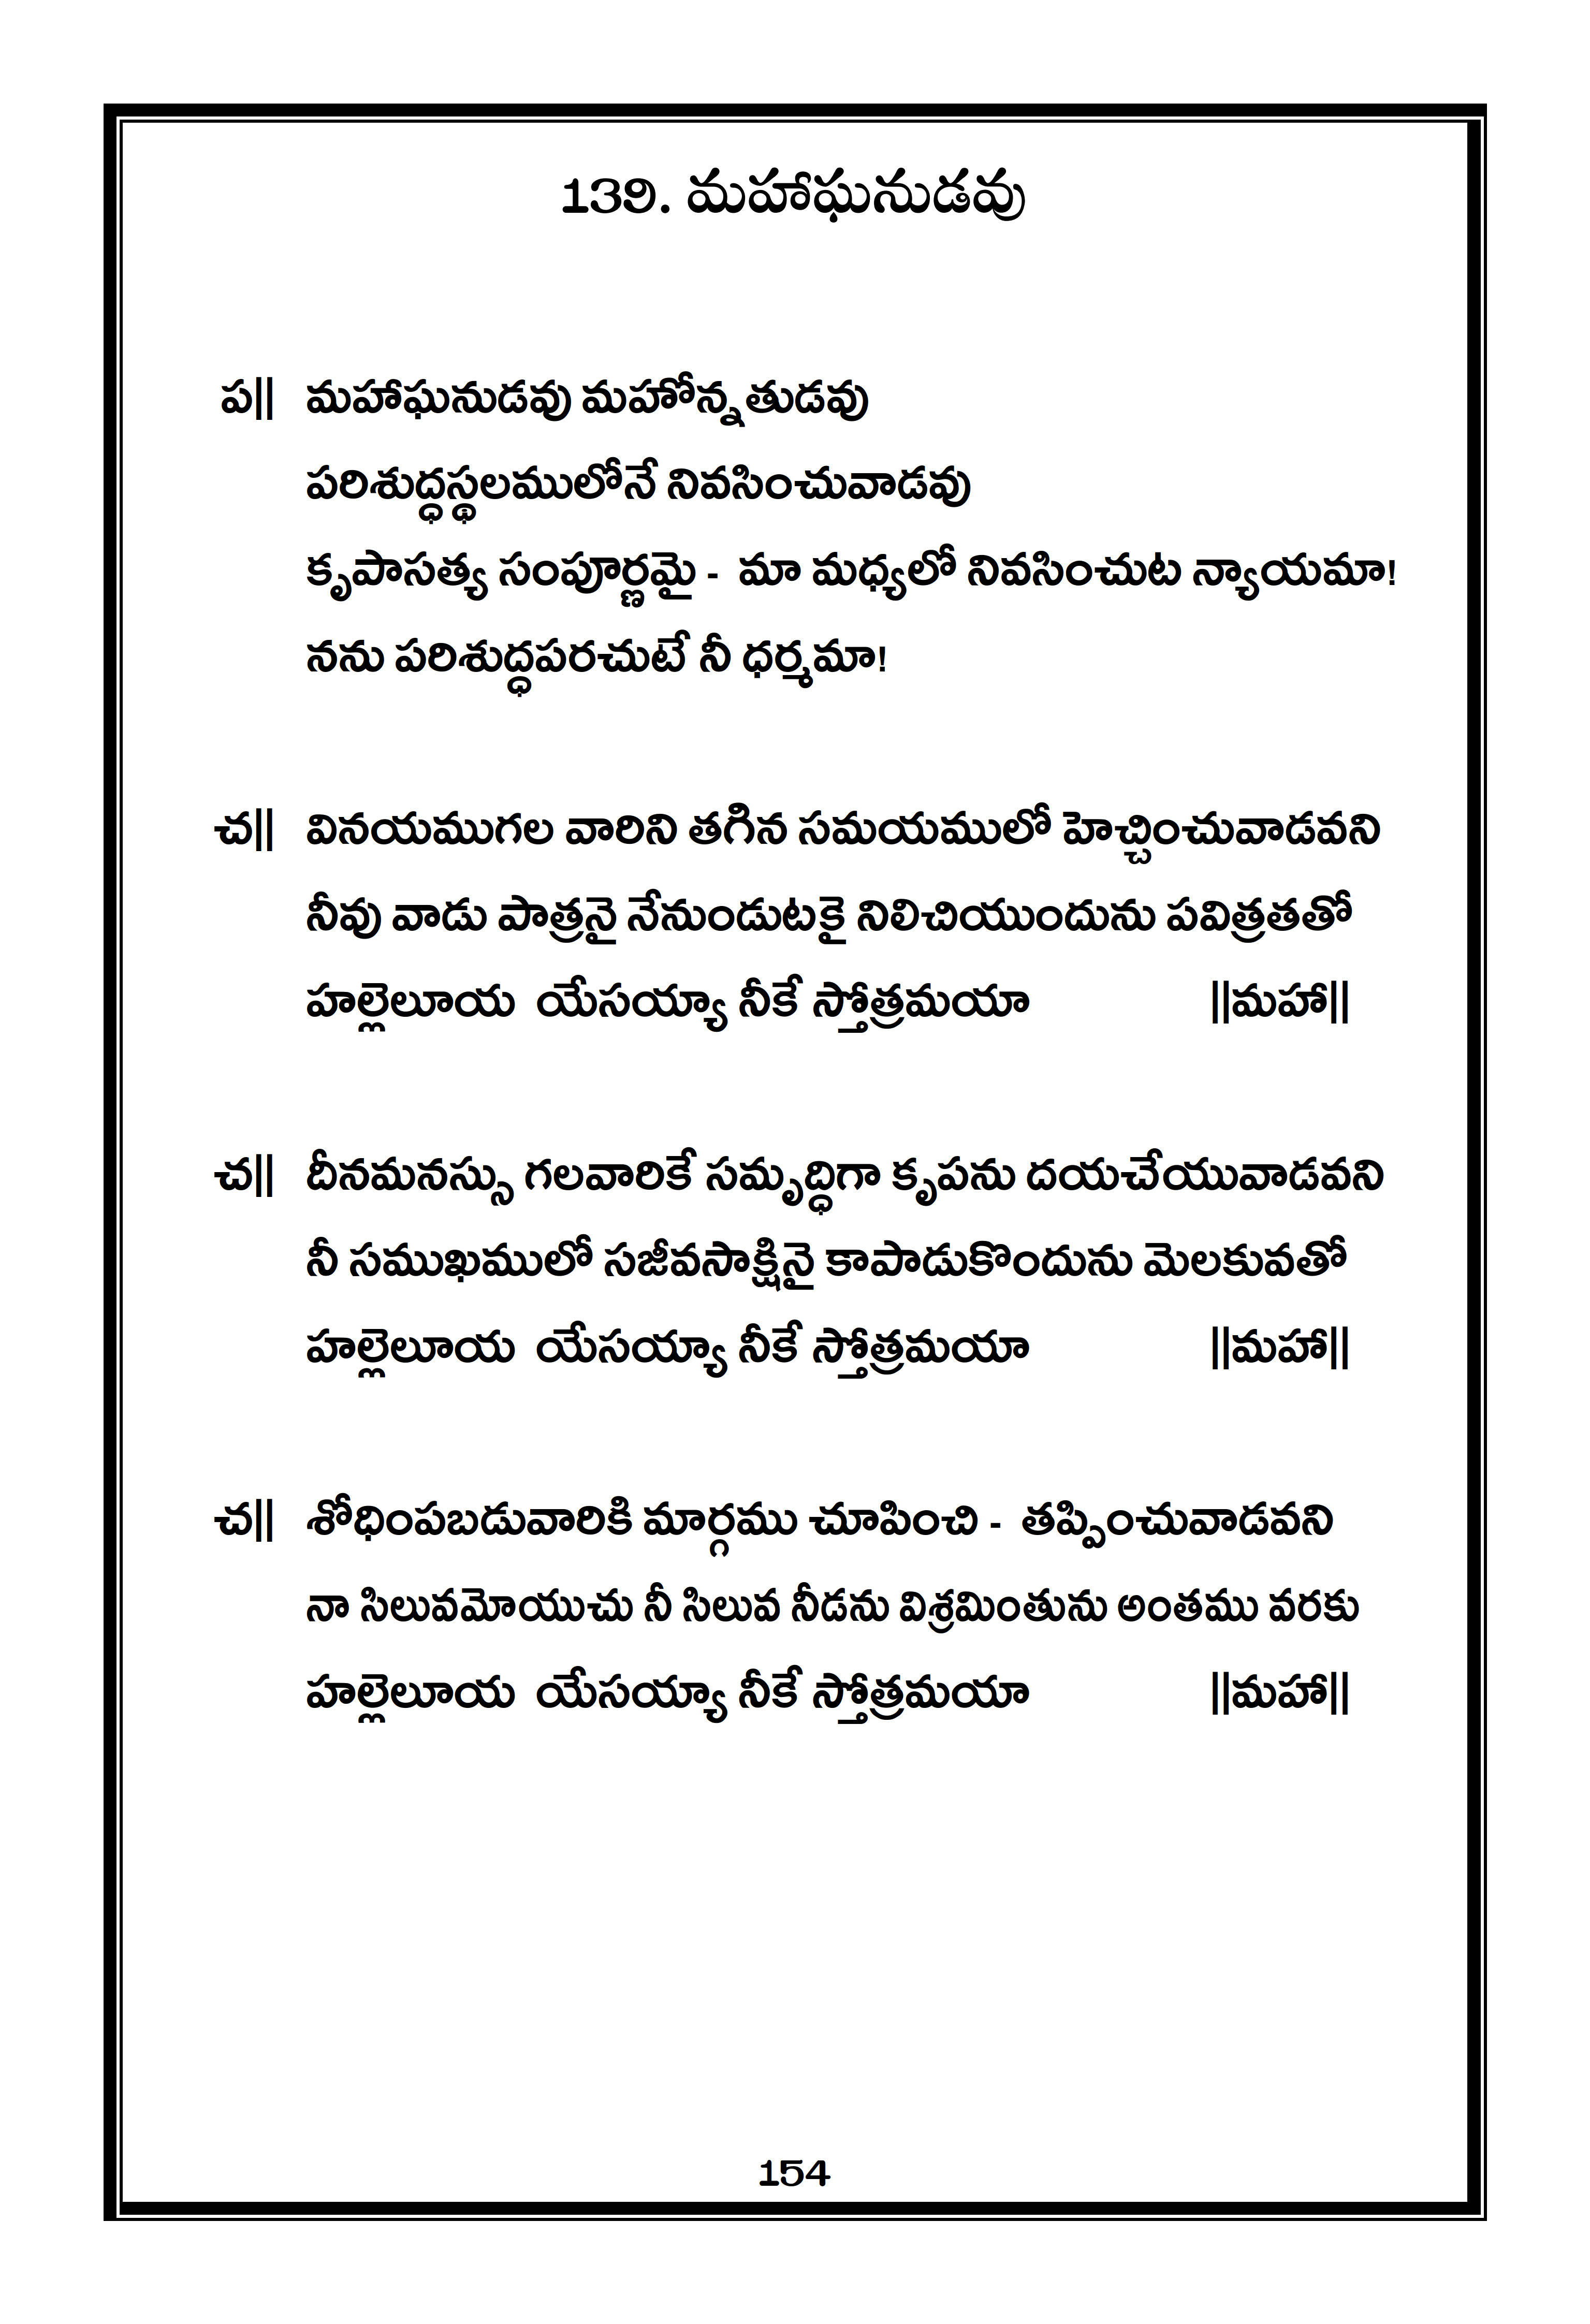 139. మహాఘనుడవు
ప|| మహాఘనుడవు మహోన్నతుడవు
పరిశుద్ధస్థలములోనే నివసించువాడవు
కృపాసత్య సంపూర్ణమై - మా మధ్యలో నివసించుట న్యాయమా!
నను పరిశుద్ధపరచుటే నీ ధర్మమా!
చ|| వినయముగల వారిని తగిన సమయములో హెచ్చించువాడవని
నీవు వాడు పాత్రనై నేనుండుటకై నిలిచియుందును పవిత్రతతో
హల్లెలూయ యేసయ్యా నీకే స్తోత్రమయా ||మహా||
చ|| దీనమనస్సు గలవారికే సమృద్ధిగా కృపను దయచేయువాడవని
నీ సముఖములో సజీవసాక్షినై కాపాడుకొందును మెలకువతో
హల్లెలూయ యేసయ్యా నీకే స్తోత్రమయా ||మహా||
చ|| శోధింపబడువారికి మార్గము చూపించి - తప్పించువాడవని
నా సిలువమోయుచు నీ సిలువ నీడను విశ్రమింతును అంతము వరకు
హల్లెలూయ యేసయ్యా నీకే స్తోత్రమయా ||మహా||
154